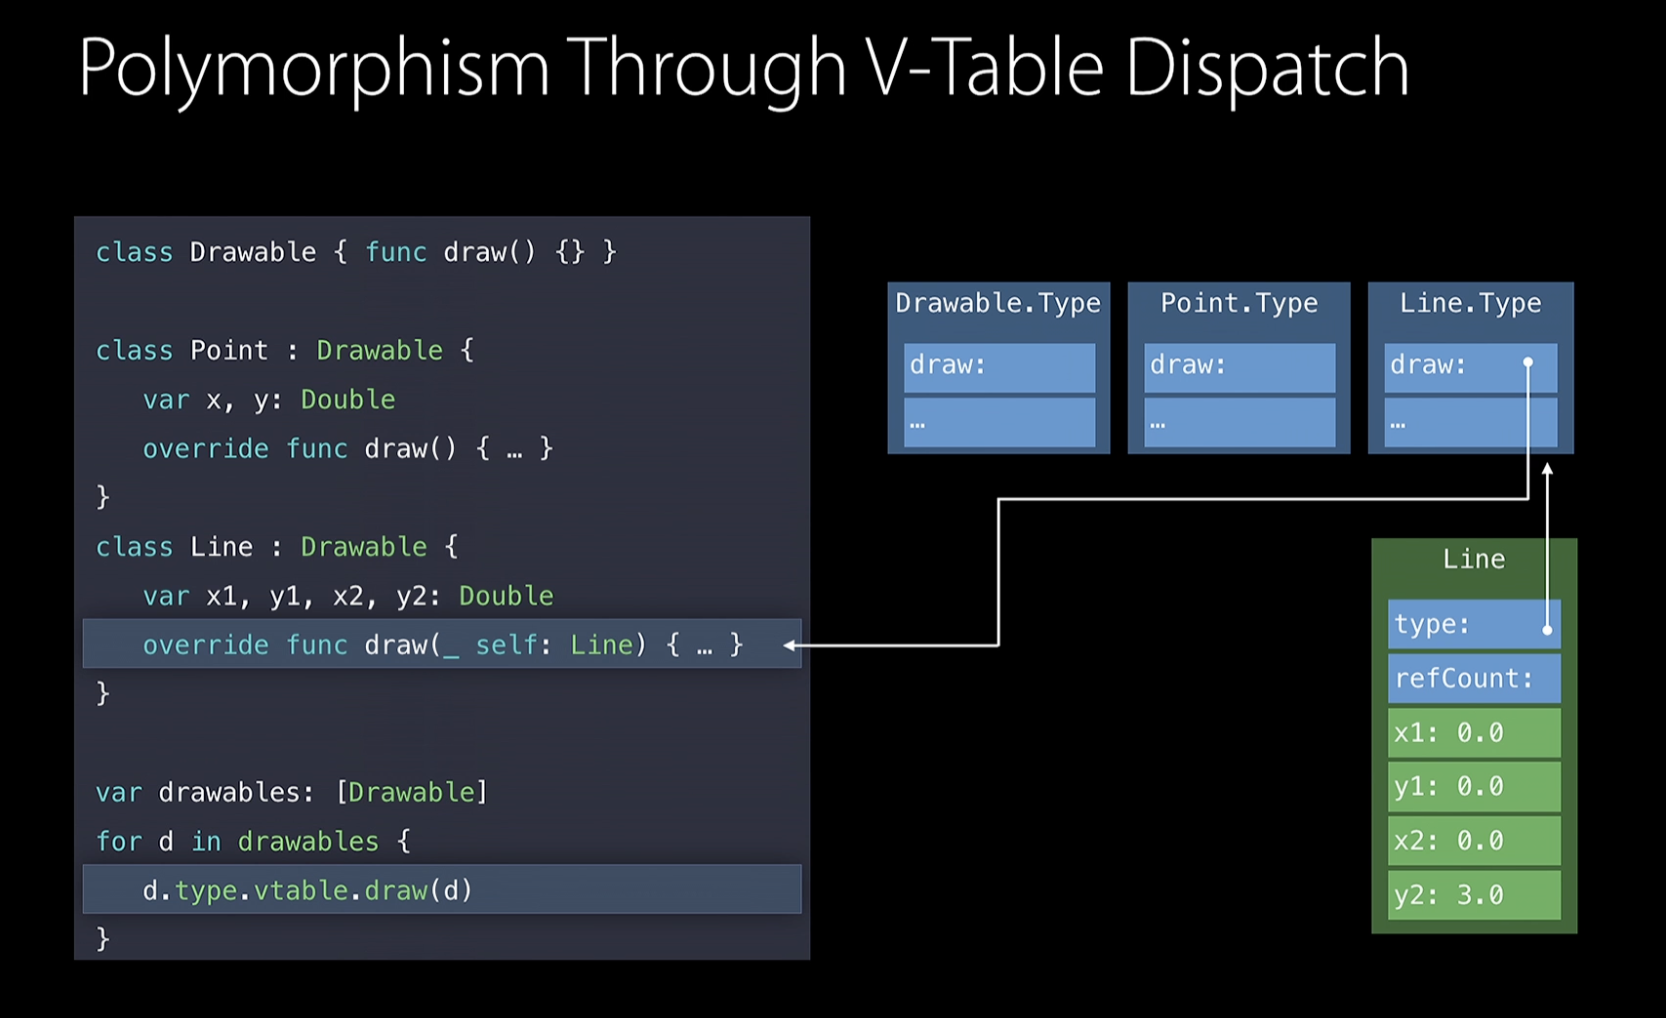 Polymorphism Through V-Table Dispatch
class Drawable { func draw() {} }
class Point : Drawable {
var x, y: Double
override func draw() { … }
}
class Line : Drawable {
var x1, y1, x2, y2: Double
override func draw(_ self: Line) { … }
}
var drawables: [Drawable]
for d in drawables {
d.type.vtable.draw(d)
}
Drawable.Type
draw:
…
Point.Type
draw:
…
Line.Type
draw:
…
Line
type:
refCount:
x1: 0.0
y1: 0.0
x2: 0.0
y2: 3.0